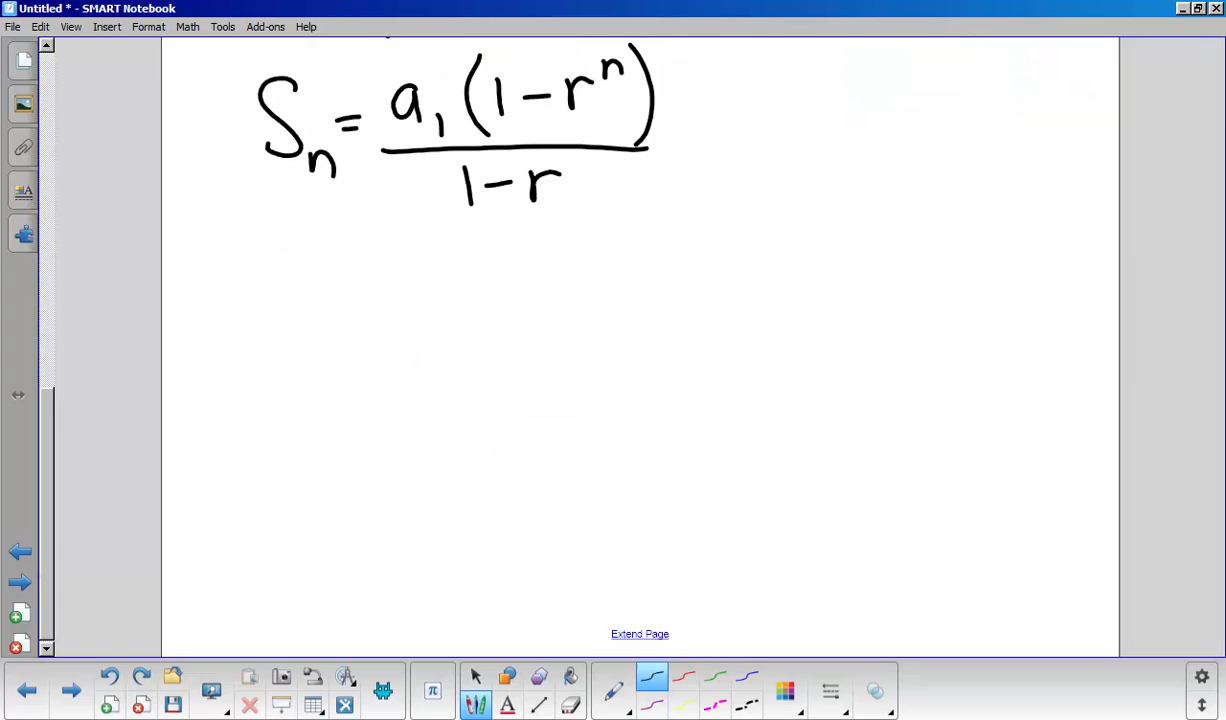 Untitled * - SMART Notebook
File Edit View Insert Format Math Tools Add-ons Help
Sₙ = a₁(1-rⁿ)
1-r
Extend Page
π
A